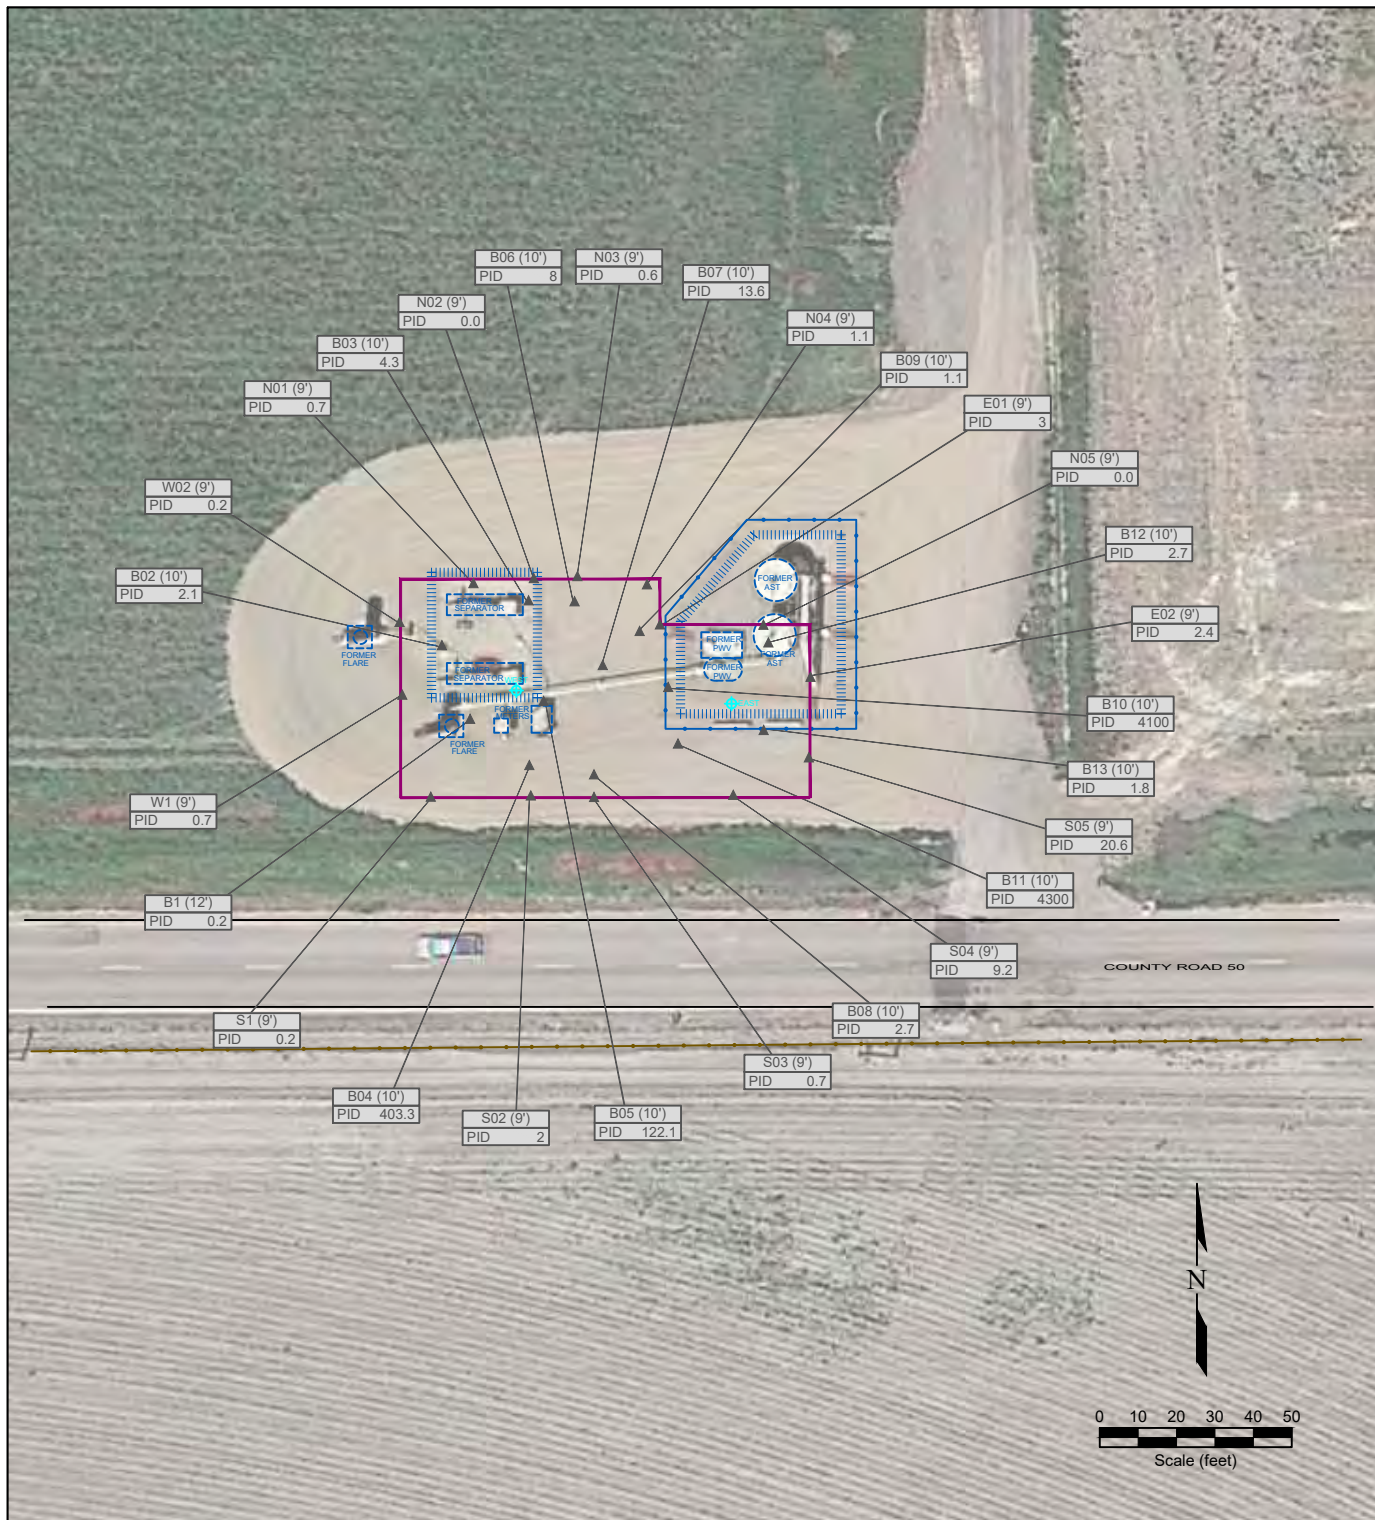 B06 (10')
PID 8
N03 (9')
PID 0.6
B07 (10')
PID 13.6
N02 (9')
PID 0.0
N04 (9')
PID 1.1
B03 (10')
PID 4.3
B09 (10')
PID 1.1
N01 (9')
PID 0.7
E01 (9')
PID 3
N05 (9')
PID 0.0
W02 (9')
PID 0.2
B12 (10')
PID 2.7
B02 (10')
PID 2.1
E02 (9')
PID 2.4
FORMER
AST
FORMER
SEPARATOR
FORMER
FLARE
FORMER
PWV
FORMER
AST
FORMER
PWV
FORMER
SEPARATOR
FORMER
METERS
FORMER
FLARE
EAST
B10 (10')
PID 4100
B13 (10')
PID 1.8
W1 (9')
PID 0.7
S05 (9')
PID 20.6
B11 (10')
PID 4300
B1 (12')
PID 0.2
S04 (9')
PID 9.2
COUNTY ROAD 50
B08 (10')
PID 2.7
S1 (9')
PID 0.2
S03 (9')
PID 0.7
B04 (10')
PID 403.3
S02 (9')
PID 2
B05 (10')
PID 122.1
N
0 10 20 30 40 50
Scale (feet)